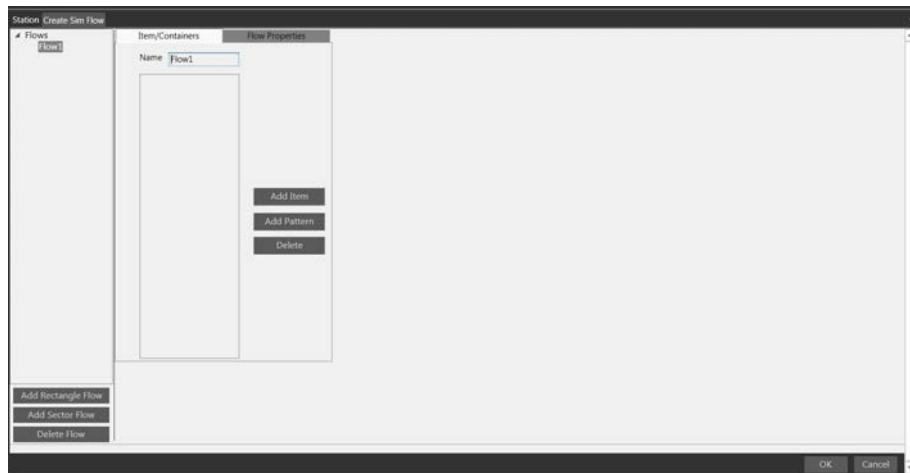 Station Create Sim Flow
Flows
Flow1
Item/Containers Flow Properties
Name Flow1
Add Item
Add Pattern
Delete
Add Rectangle Flow
Add Sector Flow
Delete Flow
OK Cancel